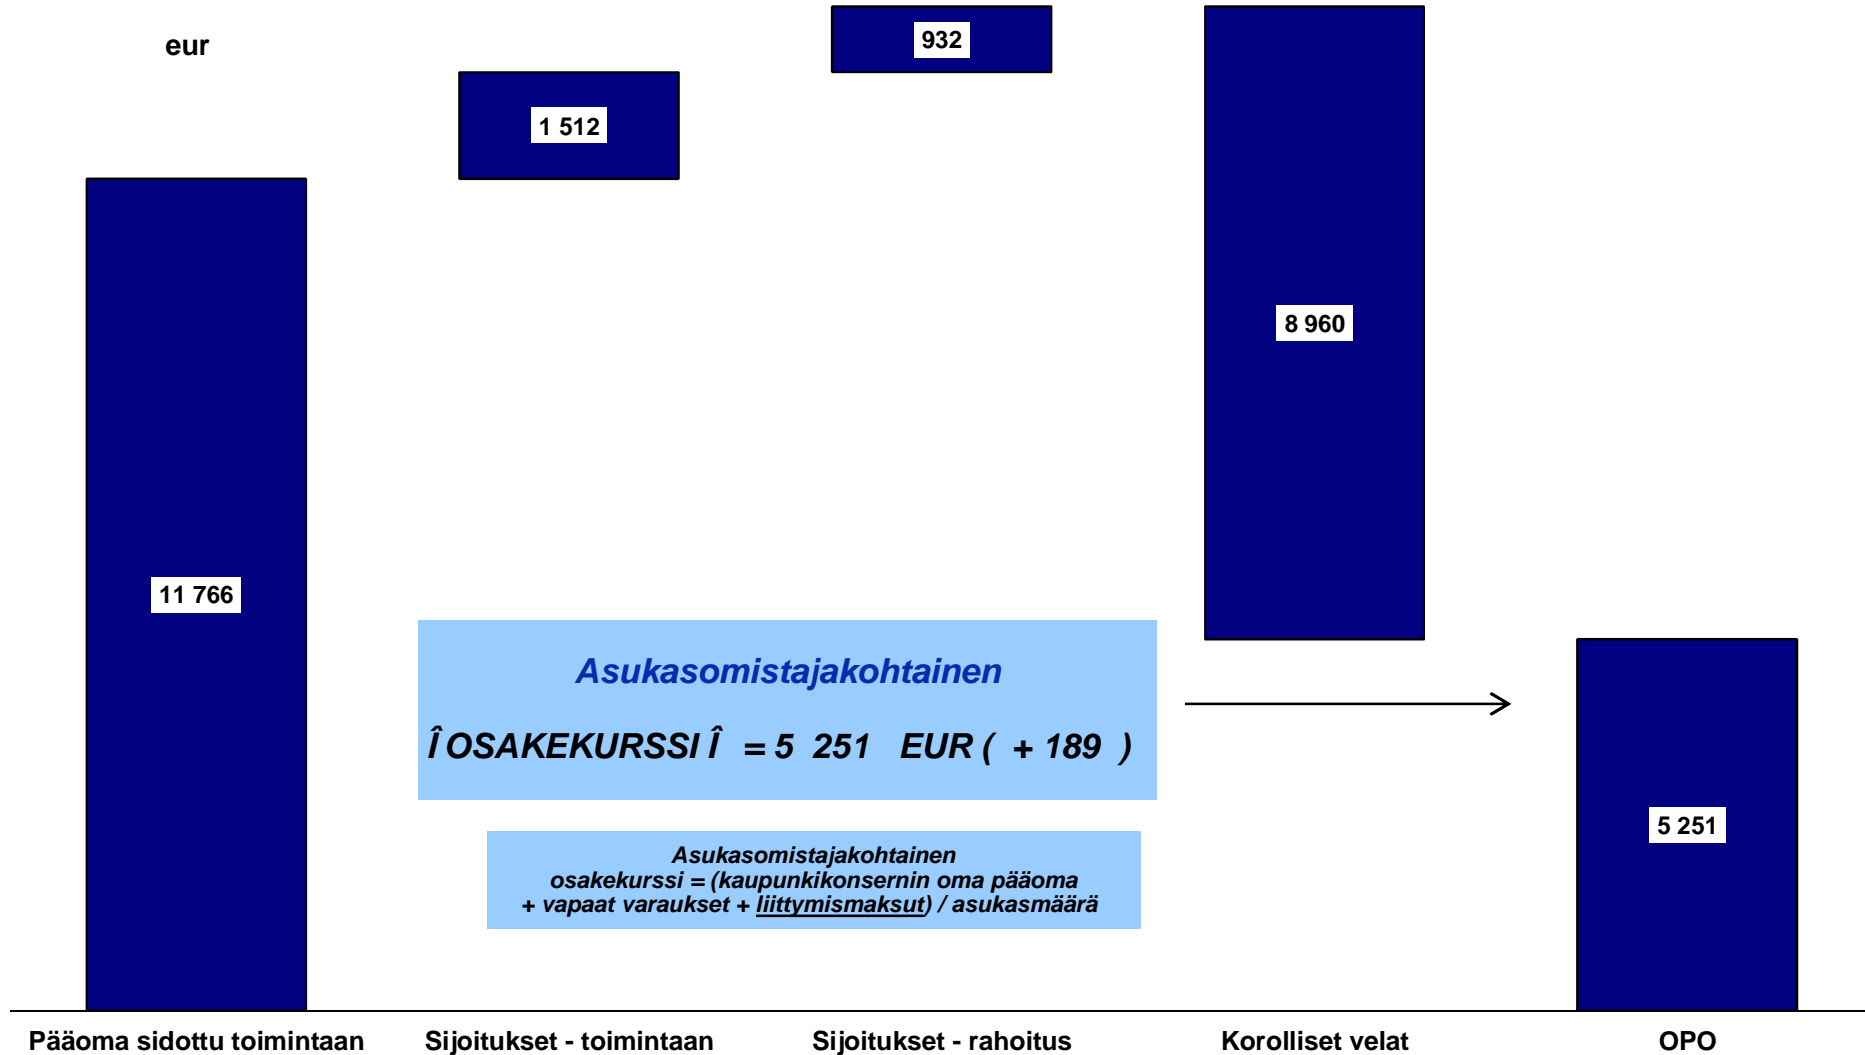 eur
932
1 512
8 960
11 766
Asukasomistajakohtainen
Î OSAKEKURSSI Î = 5 251 EUR ( + 189 )
5 251
Asukasomistajakohtainen
osakekurssi = (kaupunkikonsernin oma pääoma
+ vapaat varaukset + liittymismaksut) / asukasmäärä
Pääoma sidottu toimintaan
Sijoitukset - toimintaan
Sijoitukset - rahoitus
Korolliset velat
OPO